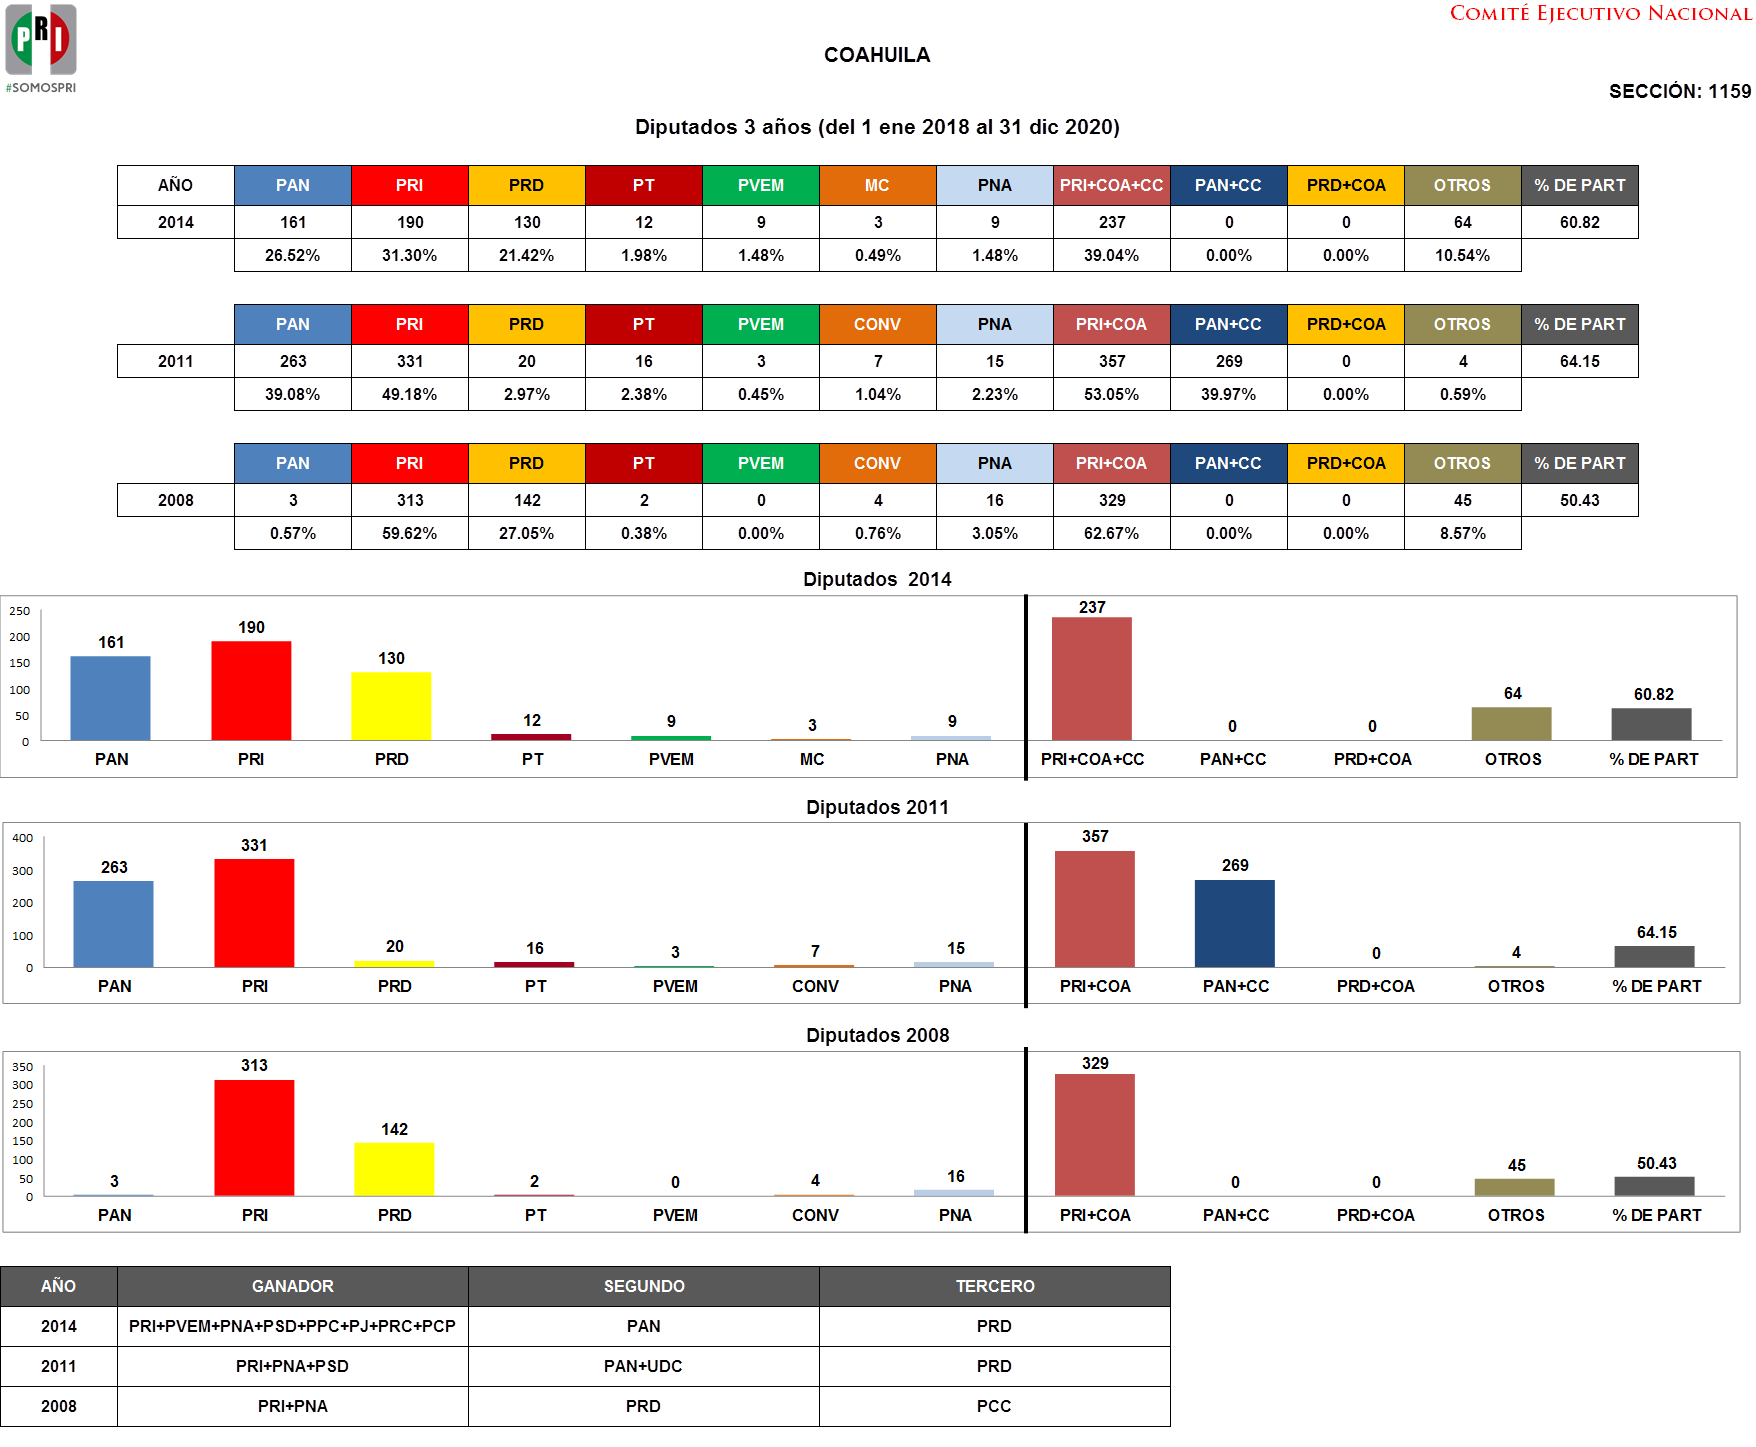 PRI
#SOMOSPRI
COMITÉ EJECUTIVO NACIONAL
COAHUILA
SECCIÓN: 1159
Diputados 3 años (del 1 ene 2018 al 31 dic 2020)
AÑO PAN PRI PRD PT PVEM MC PNA PRI+COA+CC PAN+CC PRD+COA OTROS % DE PART
2014 161 190 130 12 9 3 9 237 0 0 64 60.82
26.52% 31.30% 21.42% 1.98% 1.48% 0.49% 1.48% 39.04% 0.00% 0.00% 10.54%
PAN PRI PRD PT PVEM CONV PNA PRI+COA PAN+CC PRD+COA OTROS % DE PART
2011 263 331 20 16 3 7 15 357 269 0 4 64.15
39.08% 49.18% 2.97% 2.38% 0.45% 1.04% 2.23% 53.05% 39.97% 0.00% 0.59%
PAN PRI PRD PT PVEM CONV PNA PRI+COA PAN+CC PRD+COA OTROS % DE PART
2008 3 313 142 2 0 4 16 329 0 0 45 50.43
0.57% 59.62% 27.05% 0.38% 0.00% 0.76% 3.05% 62.67% 0.00% 0.00% 8.57%
Diputados 2014
250
200
150
100
50
0
161 190 130 12 9 3 9 237 0 0 64 60.82
PAN PRI PRD PT PVEM MC PNA PRI+COA+CC PAN+CC PRD+COA OTROS % DE PART
Diputados 2011
400
300
200
100
0
263 331 20 16 3 7 15 357 269 0 4 64.15
PAN PRI PRD PT PVEM CONV PNA PRI+COA PAN+CC PRD+COA OTROS % DE PART
Diputados 2008
350
300
250
200
150
100
50
0
3 313 142 2 0 4 16 329 0 0 45 50.43
PAN PRI PRD PT PVEM CONV PNA PRI+COA PAN+CC PRD+COA OTROS % DE PART
AÑO GANADOR SEGUNDO TERCERO
2014 PRI+PVEM+PNA+PSD+PPC+PJ+PRC+PCP PAN PRD
2011 PRI+PNA+PSD PAN+UDC PRD
2008 PRI+PNA PRD PCC